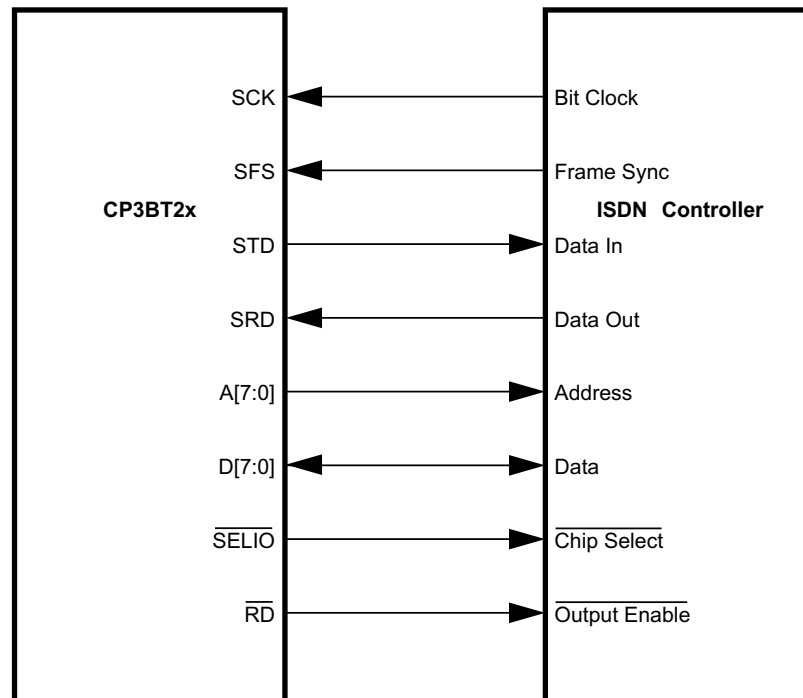 SCK Bit Clock
SFS Frame Sync
CP3BT2x ISDN Controller
STD Data In
SRD Data Out
A[7:0] Address
D[7:0] Data
SELIO Chip Select
RD Output Enable